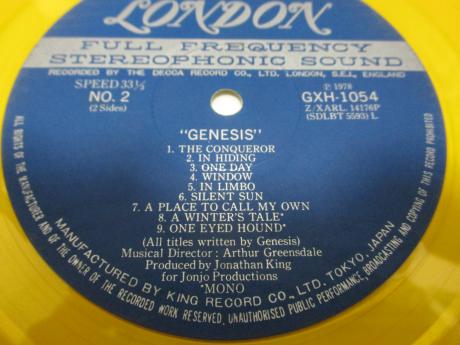 LONDON
FULL FREQUENCY
STEREOPHONIC SOUND
RECORDED BY THE DECCA RECORD CO., LTD. LONDON, S.E.I., ENGLAND
SPEED 33⅓
NO. 2
(2 Sides)
℗ 1978
GXH-1054
Z/XARL. 14176P
(SDLBT 5593) L
"GENESIS"
1. THE CONQUEROR
2. IN HIDING
3. ONE DAY
4. WINDOW
5. IN LIMBO
6. SILENT SUN
7. A PLACE TO CALL MY OWN
8. A WINTER'S TALE*
9. ONE EYED HOUND*
(All titles written by Genesis)
Musical Director : Arthur Greensdale
Produced by Jonathan King
for Jonjo Productions
*MONO
MANUFACTURED BY KING RECORD CO., LTD. TOKYO, JAPAN
ALL RIGHTS OF THE MANUFACTURER AND OF THE OWNER OF THE RECORDED WORK RESERVED. UNAUTHORISED PUBLIC PERFORMANCE, BROADCASTING AND COPYING OF THIS RECORD PROHIBITED